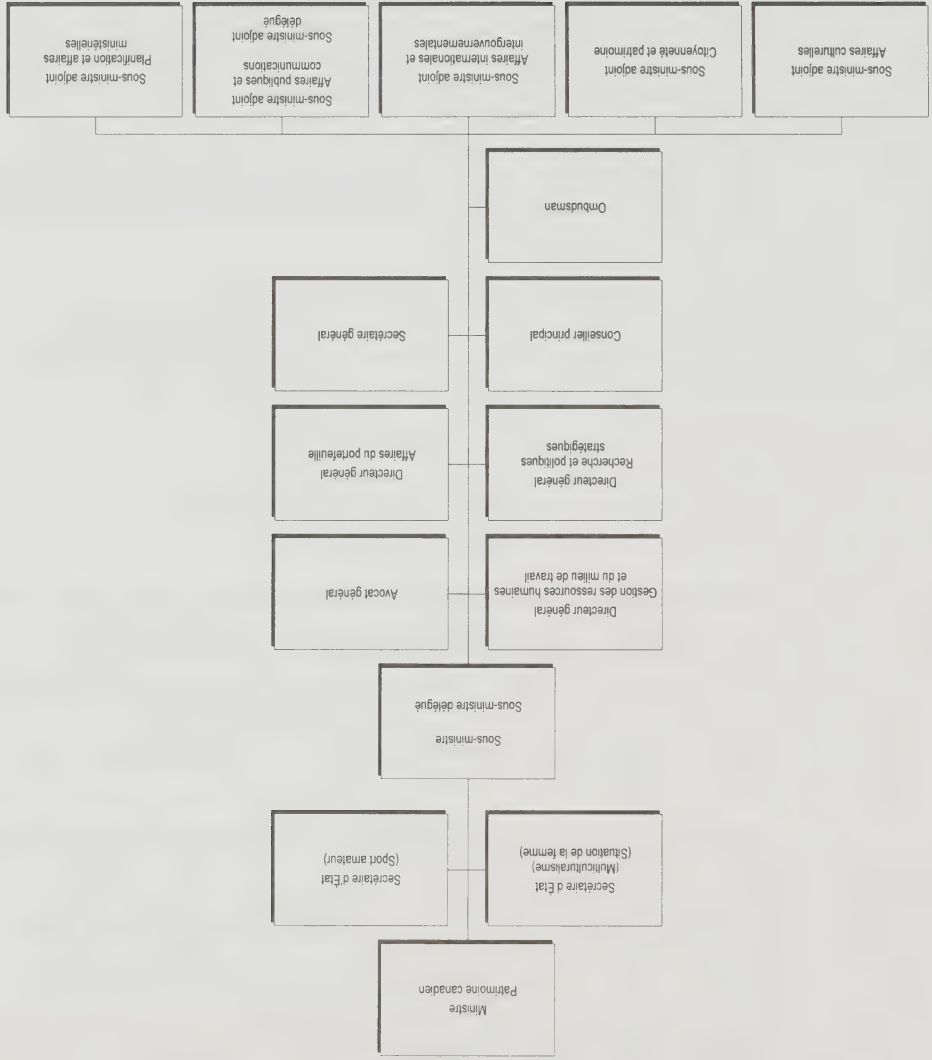 Ministre
Patrimoine canadien
Secrétaire d'État
(Sport amateur)
Secrétaire d État
(Multiculturalisme)
(Situation de la femme)
Sous-ministre
Sous-ministre délégué
Avocat général
Directeur général
Gestion des ressources humaines
et du milieu de travail
Directeur général
Affaires du portefeuille
Directeur général
Recherche et politiques
stratégiques
Secrétaire général
Conseiller principal
Ombudsman
Sous-ministre adjoint
Affaires culturelles
Sous-ministre adjoint
Citoyenneté et patrimoine
Sous-ministre adjoint
Affaires internationales et
intergouvernementales
Sous-ministre adjoint
Affaires publiques et
communications
Sous-ministre adjoint
délégué
Sous-ministre adjoint
Planification et affaires
ministérielles